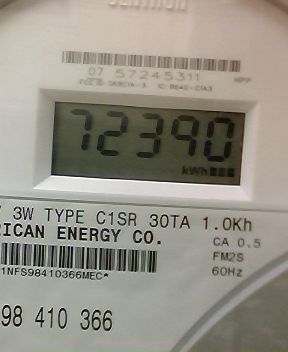 07 57245311
72390
kWh
3W TYPE C1SR 30TA 1.0Kh
RICAN ENERGY CO.
CA 0.5
FM2S
60Hz
1NFS98410366MEC*
98 410 366